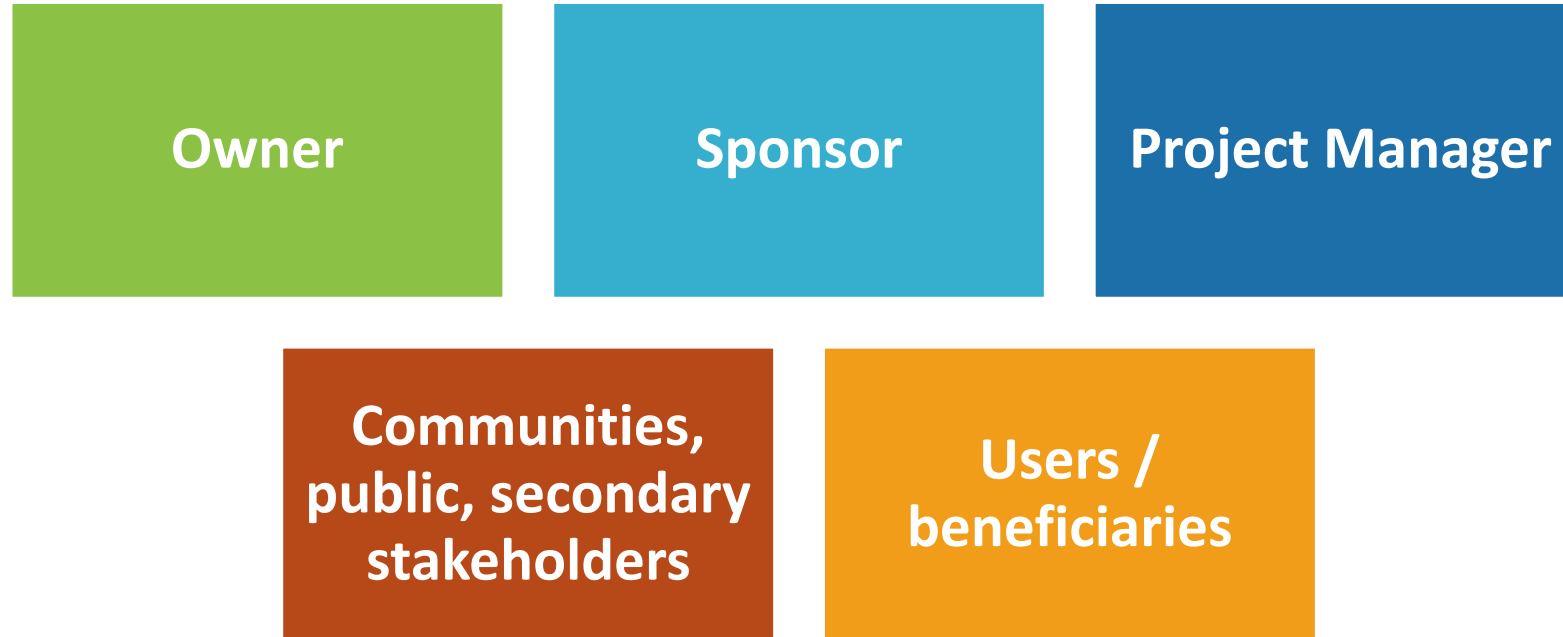 Owner
Sponsor
Project Manager
Communities,
public, secondary
stakeholders
Users /
beneficiaries